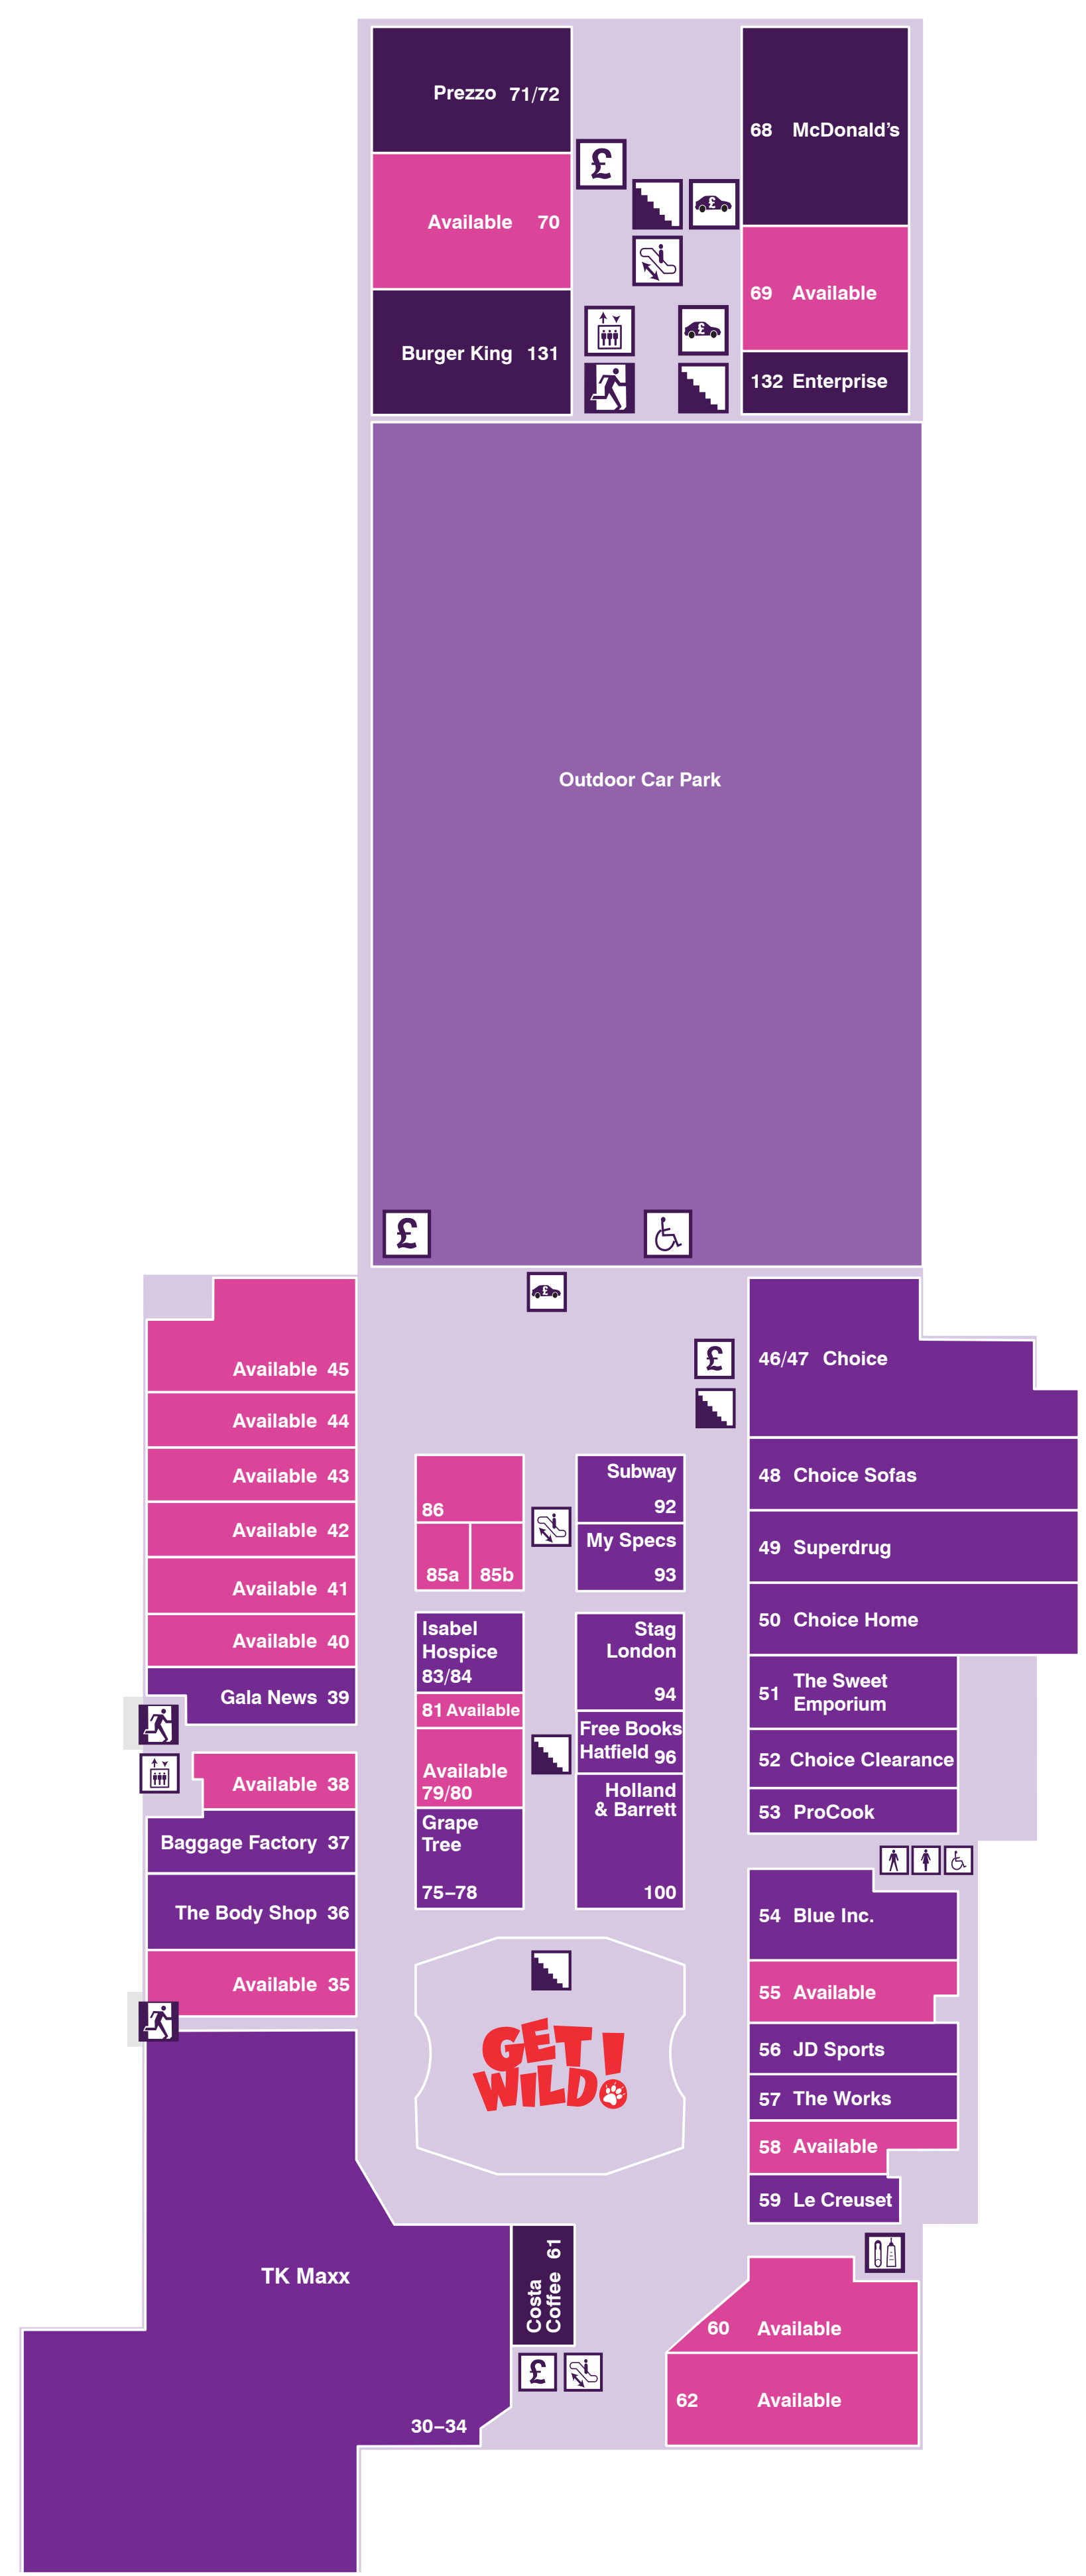 Prezzo 71/72
68 McDonald’s
£
£
Available 70
69 Available
£
Burger King 131
132 Enterprise
Outdoor Car Park
£
£
46/47 Choice
£
Available 45
Available 44
Available 43
48 Choice Sofas
Subway
92
86
Available 42
49 Superdrug
My Specs
93
85a 85b
Available 41
50 Choice Home
Available 40
Isabel
Hospice
83/84
Stag
London
94
Gala News 39
51 The Sweet
Emporium
81 Available
Free Books
Hatfield 96
52 Choice Clearance
Available 38
Available
79/80
Holland
& Barrett
100
53 ProCook
Baggage Factory 37
Grape
Tree
75–78
The Body Shop 36
54 Blue Inc.
Available 35
55 Available
GET
WILD!
56 JD Sports
57 The Works
58 Available
59 Le Creuset
TK Maxx
30–34
Costa
Coffee 61
£
60 Available
62 Available